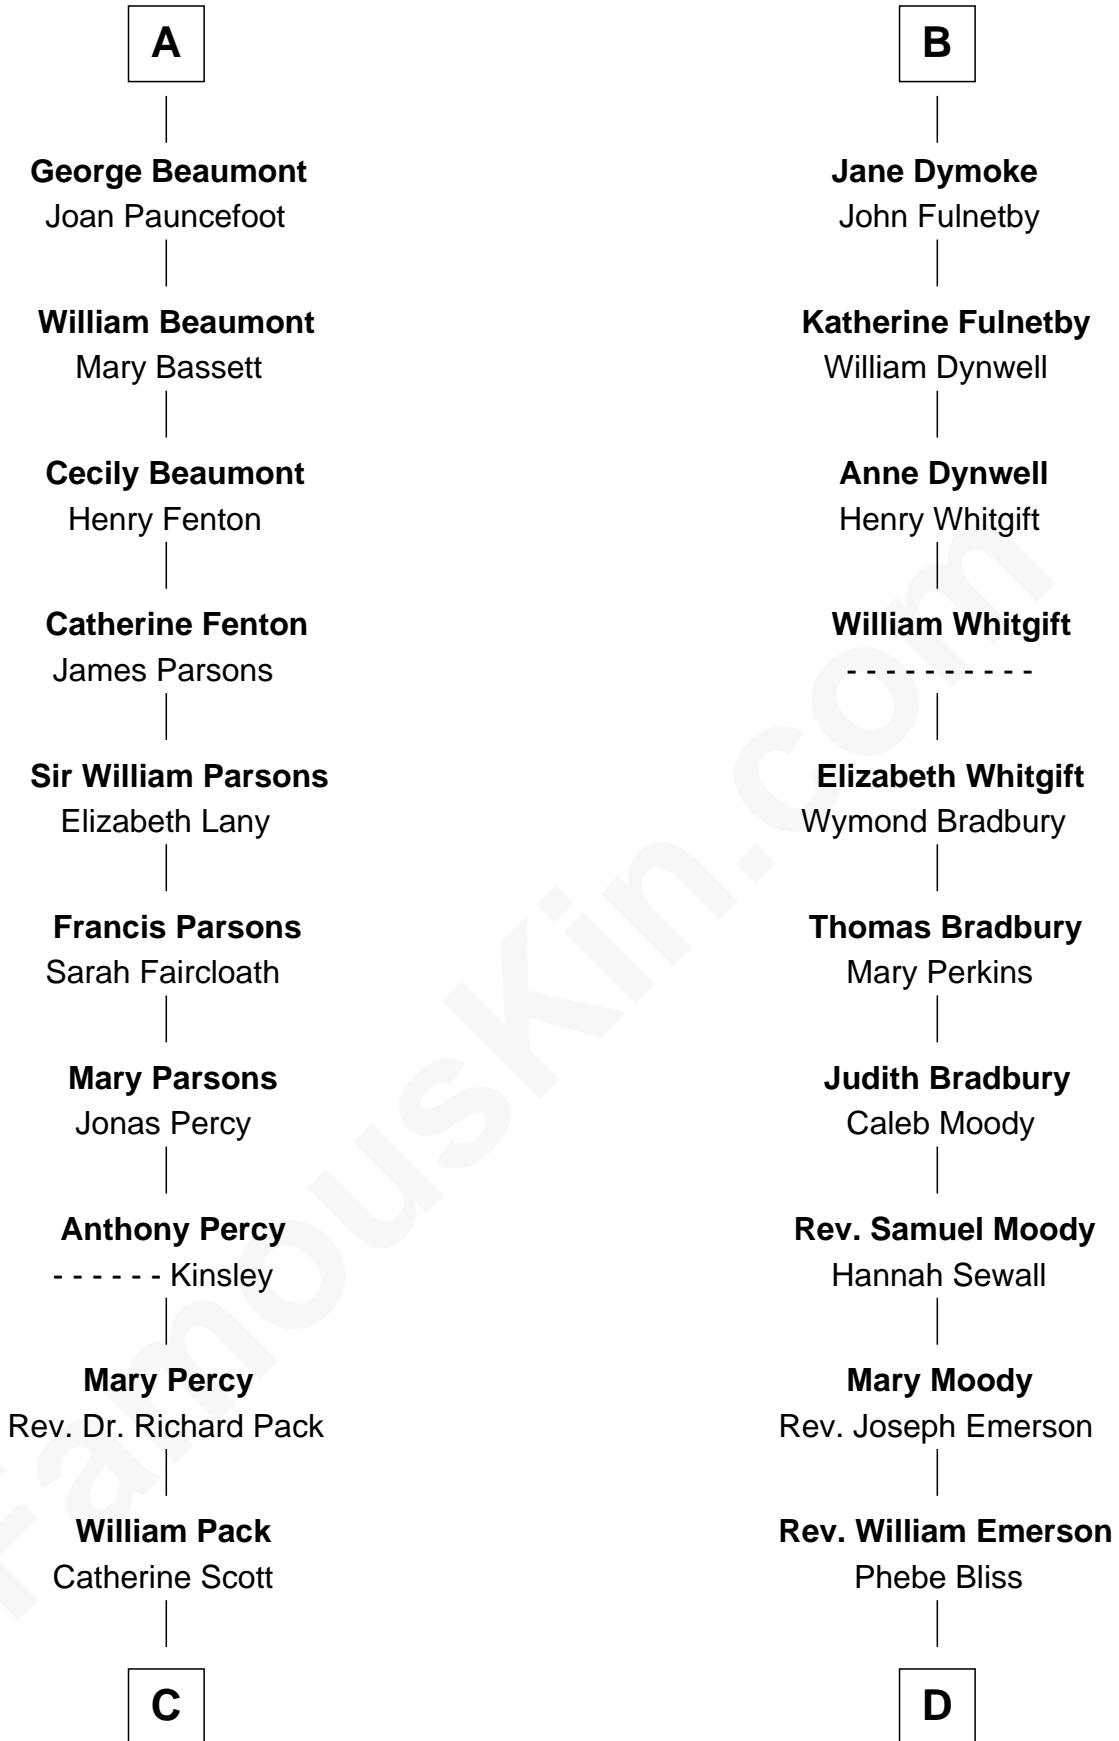 A
George Beaumont
Joan Pauncefoot
William Beaumont
Mary Bassett
Cecily Beaumont
Henry Fenton
Catherine Fenton
James Parsons
Sir William Parsons
Elizabeth Lany
Francis Parsons
Sarah Faircloath
Mary Parsons
Jonas Percy
Anthony Percy
- - - - - - Kinsley
Mary Percy
Rev. Dr. Richard Pack
William Pack
Catherine Scott
C
B
Jane Dymoke
John Fulnetby
Katherine Fulnetby
William Dynwell
Anne Dynwell
Henry Whitgift
William Whitgift
- - - - - - - - - -
Elizabeth Whitgift
Wymond Bradbury
Thomas Bradbury
Mary Perkins
Judith Bradbury
Caleb Moody
Rev. Samuel Moody
Hannah Sewall
Mary Moody
Rev. Joseph Emerson
Rev. William Emerson
Phebe Bliss
D
FamousKin.com